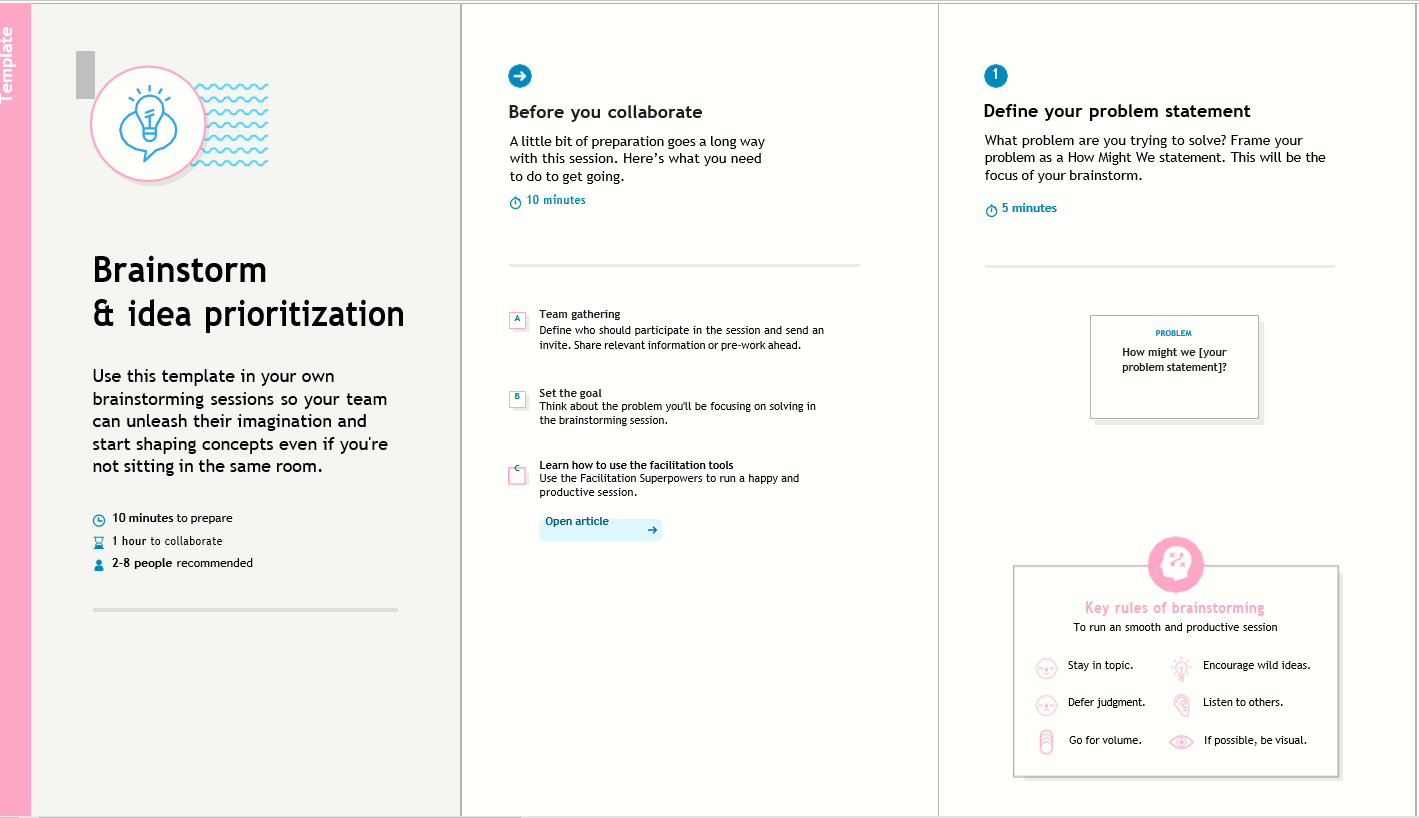 Template
Brainstorm
& idea prioritization
Use this template in your own
brainstorming sessions so your team
can unleash their imagination and
start shaping concepts even if you're
not sitting in the same room.
10 minutes to prepare
1 hour to collaborate
2-8 people recommended
Before you collaborate
A little bit of preparation goes a long way
with this session. Here's what you need
to do to get going.
10 minutes
A
Team gathering
Define who should participate in the session and send an
invite. Share relevant information or pre-work ahead.
B
Set the goal
Think about the problem you'll be focusing on solving in
the brainstorming session.
C
Learn how to use the facilitation tools
Use the Facilitation Superpowers to run a happy and
productive session.
Open article
1
Define your problem statement
What problem are you trying to solve? Frame your
problem as a How Might We statement. This will be the
focus of your brainstorm.
5 minutes
PROBLEM
How might we [your
problem statement]?
Key rules of brainstorming
To run an smooth and productive session
Stay in topic.
Encourage wild ideas.
Defer judgment.
Listen to others.
Go for volume.
If possible, be visual.